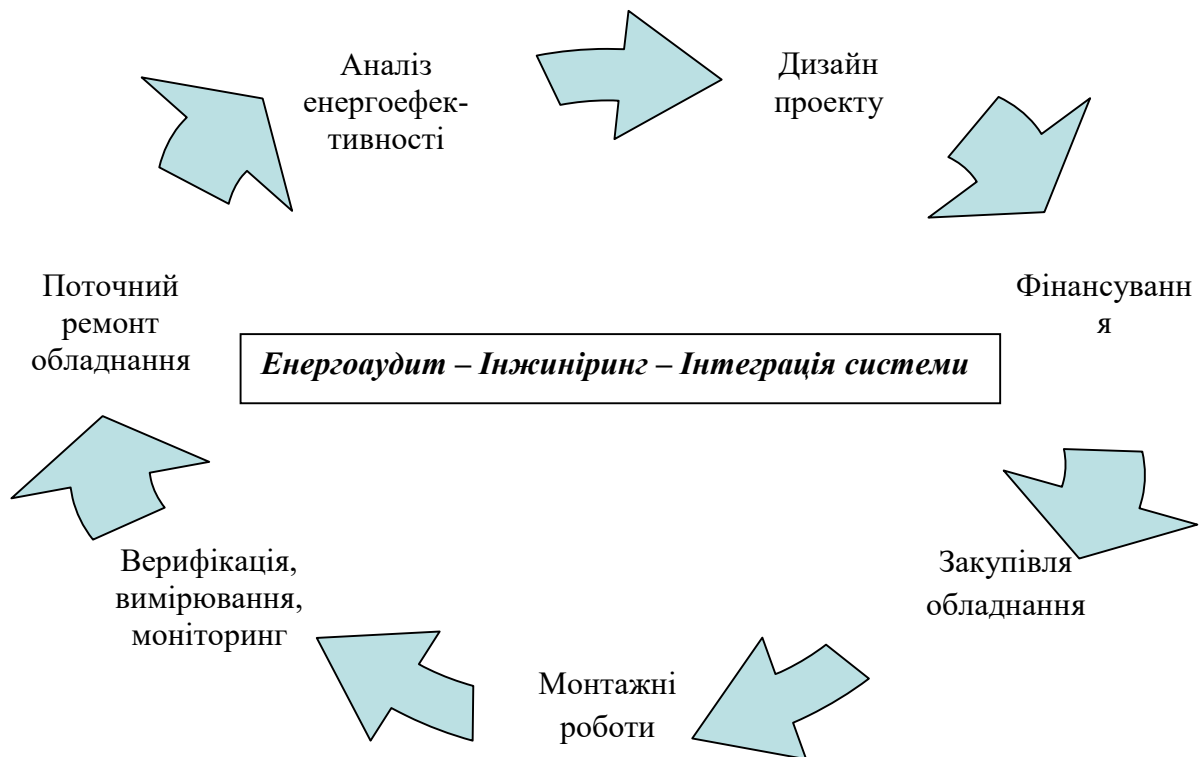 Аналіз
енергоефек-
тивності
Дизайн
проекту
Фінансуванн
я
Закупівля
обладнання
Монтажні
роботи
Верифікація,
вимірювання,
моніторинг
Поточний
ремонт
обладнання
Енергоаудит – Інжиніринг – Інтеграція системи